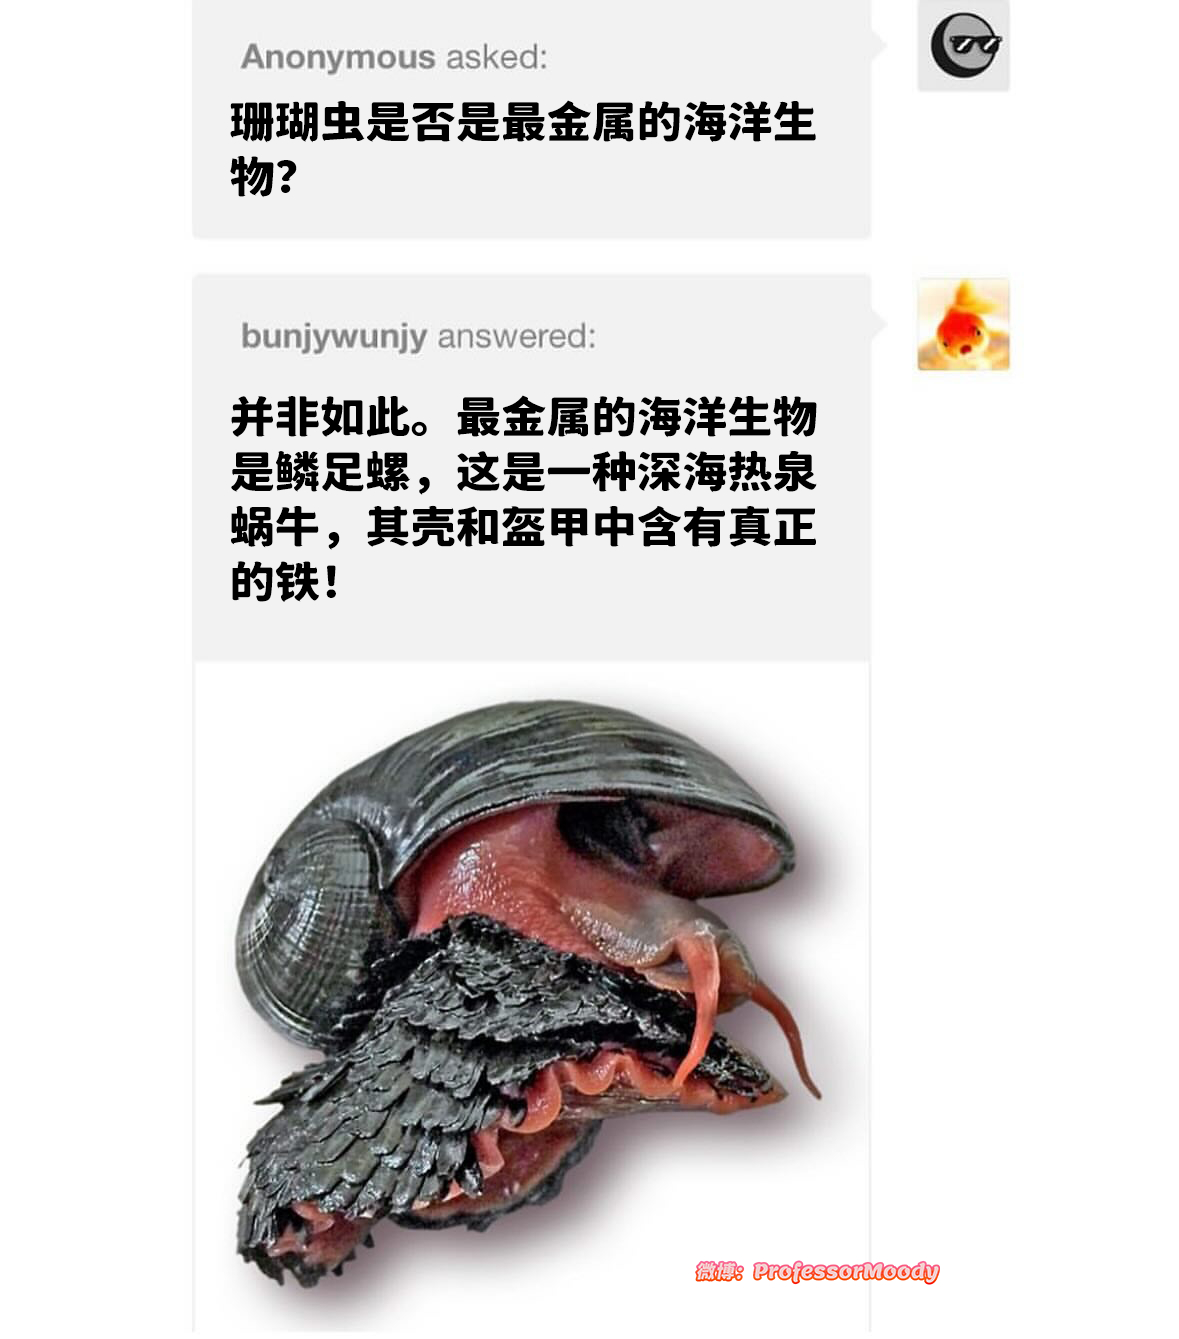 Anonymous asked:
珊瑚虫是否是最金属的海洋生
物？
bunjywunjy answered:
并非如此。最金属的海洋生物
是鳞足螺，这是一种深海热泉
蜗牛，其壳和盔甲中含有真正
的铁！
微博：ProfessorMoody